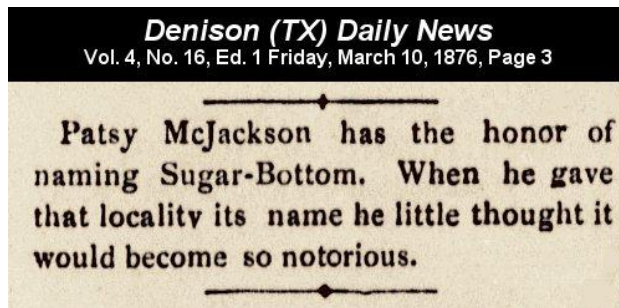 Denison (TX) Daily News
Vol. 4, No. 16, Ed. 1 Friday, March 10, 1876, Page 3
Patsy McJackson has the honor of
naming Sugar-Bottom. When he gave
that locality its name he little thought it
would become so notorious.